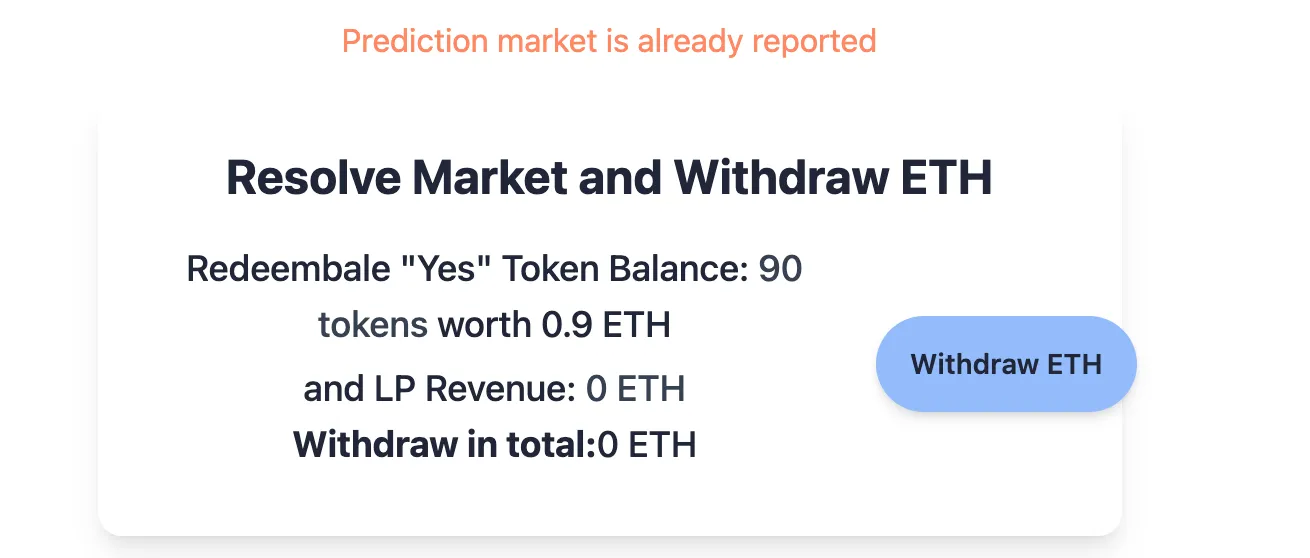 Prediction market is already reported
Resolve Market and Withdraw ETH
Redeembale "Yes" Token Balance: 90
tokens worth 0.9 ETH
and LP Revenue: 0 ETH
Withdraw in total:0 ETH
Withdraw ETH